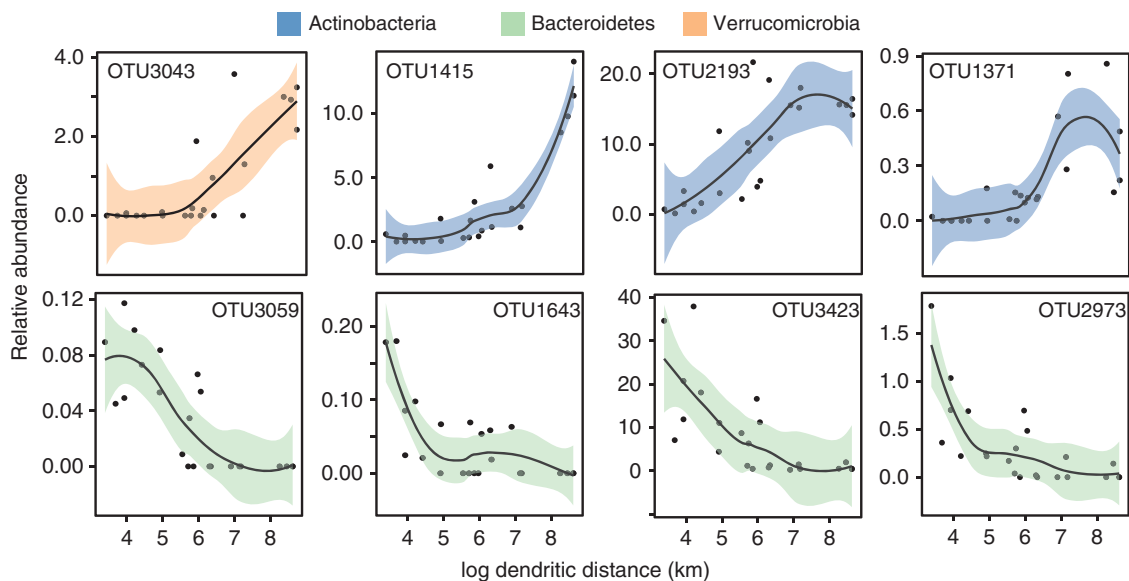 Actinobacteria Bacteroidetes Verrucomicrobia
OTU3043 OTU1415 OTU2193 OTU1371
4.0 2.0 0.0
10.0 5.0 0.0
20.0 10.0 0.0
0.9 0.6 0.3 0.0
Relative abundance
OTU3059 OTU1643 OTU3423 OTU2973
0.12 0.08 0.04 0.00
0.20 0.10 0.00
40 30 20 10 0
1.5 1.0 0.5 0.0
4 5 6 7 8 4 5 6 7 8 4 5 6 7 8 4 5 6 7 8
log dendritic distance (km)